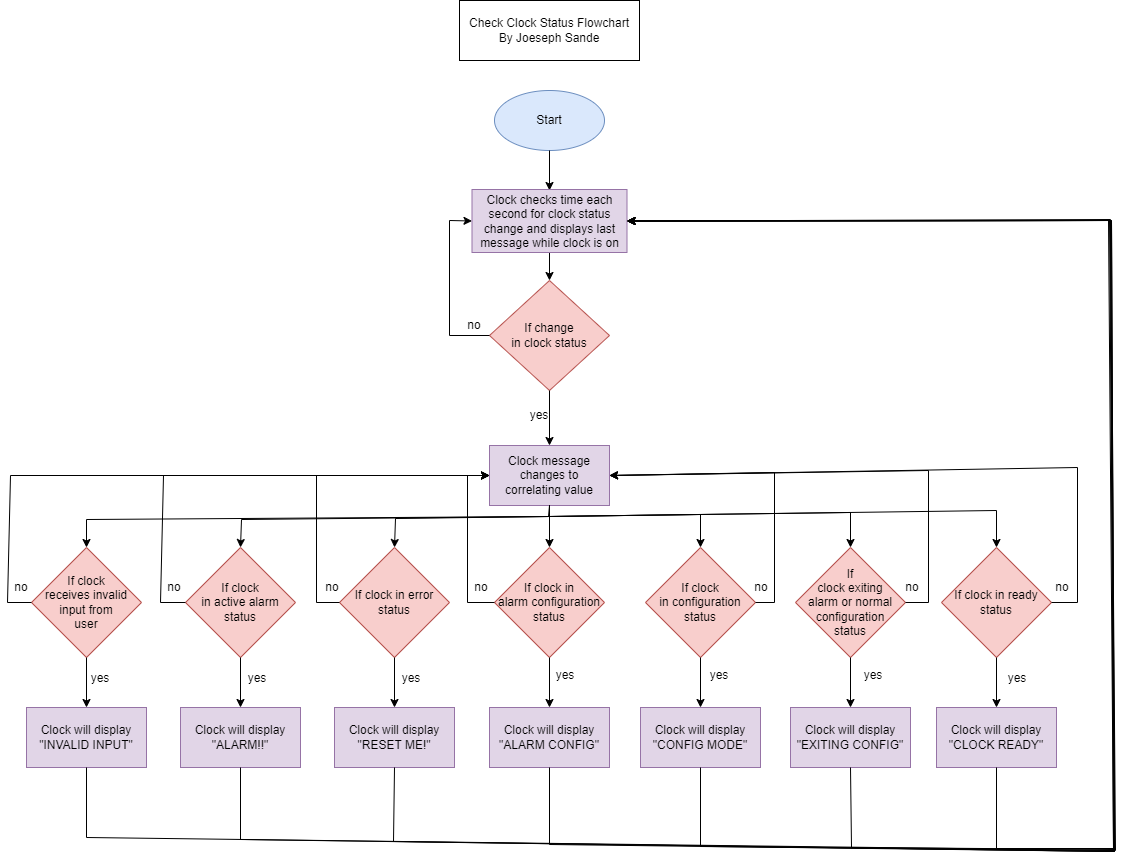 Check Clock Status Flowchart
By Joeseph Sande
Start
Clock checks time each
second for clock status
change and displays last
message while clock is on
no
If change
in clock status
yes
Clock message
changes to
correlating value
no
If clock
receives invalid
input from
user
no
If clock
in active alarm
status
no
If clock in error
status
no
If clock in
alarm configuration
status
If clock
in configuration
status
no
If
clock exiting
alarm or normal
configuration
status
no
If clock in ready
status
no
yes
yes
yes
yes
yes
yes
yes
Clock will display
"INVALID INPUT"
Clock will display
"ALARM!!"
Clock will display
"RESET ME!"
Clock will display
"ALARM CONFIG"
Clock will display
"CONFIG MODE"
Clock will display
"EXITING CONFIG"
Clock will display
"CLOCK READY"